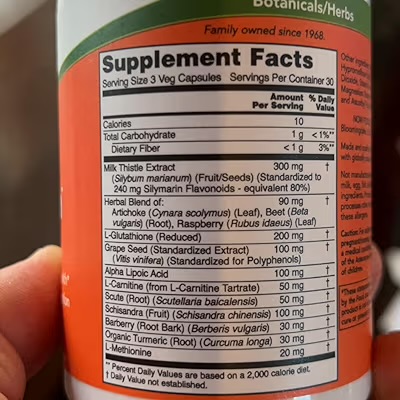 Botanicals/Herbs
Family owned since 1968.
Supplement Facts
Serving Size 3 Veg Capsules Servings Per Container 30
Amount Per Serving % Daily Value
Calories 10
Total Carbohydrate 1 g < 1%**
Dietary Fiber < 1 g 3%**
Milk Thistle Extract 300 mg †
(Silybum marianum) (Fruit/Seeds) (Standardized to
240 mg Silymarin Flavonoids - equivalent 80%)
Herbal Blend of: 90 mg †
Artichoke (Cynara scolymus) (Leaf), Beet (Beta
vulgaris) (Root), Raspberry (Rubus idaeus) (Leaf)
L-Glutathione (Reduced) 200 mg †
Grape Seed (Standardized Extract) 100 mg †
(Vitis vinifera) (Standardized for Polyphenols)
Alpha Lipoic Acid 100 mg †
L-Carnitine (from L-Carnitine Tartrate) 50 mg †
Scute (Root) (Scutellaria baicalensis) 50 mg †
Schisandra (Fruit) (Schisandra chinensis) 100 mg †
Barberry (Root Bark) (Berberis vulgaris) 30 mg †
Organic Turmeric (Root) (Curcuma longa) 30 mg †
L-Methionine 20 mg †
** Percent Daily Values are based on a 2,000 calorie diet.
† Daily Value not established.